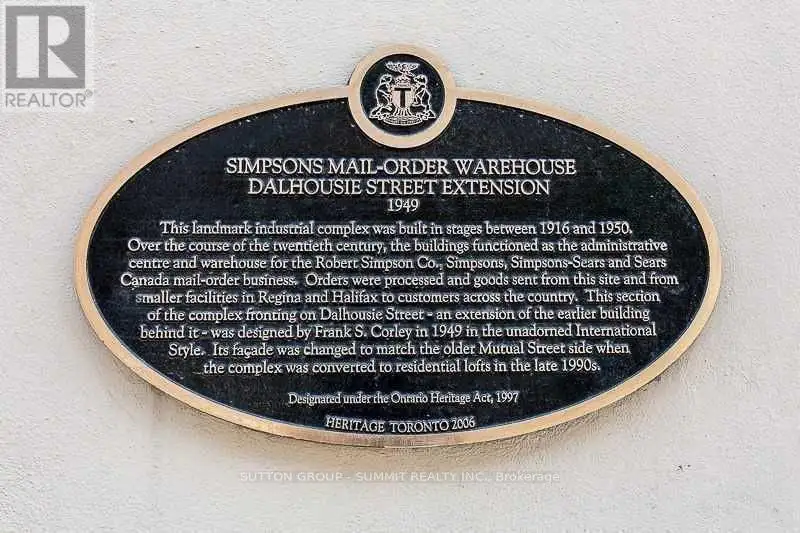 R
REALTOR®
T
SIMPSONS MAIL-ORDER WAREHOUSE
DALHOUSIE STREET EXTENSION
1949
This landmark industrial complex was built in stages between 1916 and 1950.
Over the course of the twentieth century, the buildings functioned as the administrative
centre and warehouse for the Robert Simpson Co., Simpsons, Simpsons-Sears and Sears
Canada mail-order business. Orders were processed and goods sent from this site and from
smaller facilities in Regina and Halifax to customers across the country. This section
of the complex fronting on Dalhousie Street - an extension of the earlier building
behind it - was designed by Frank S. Corley in 1949 in the unadorned International
Style. Its façade was changed to match the older Mutual Street side when
the complex was converted to residential lofts in the late 1990s.
Designated under the Ontario Heritage Act, 1997
HERITAGE TORONTO 2006
SUTTON GROUP - SUMMIT REALTY INC., Brokerage